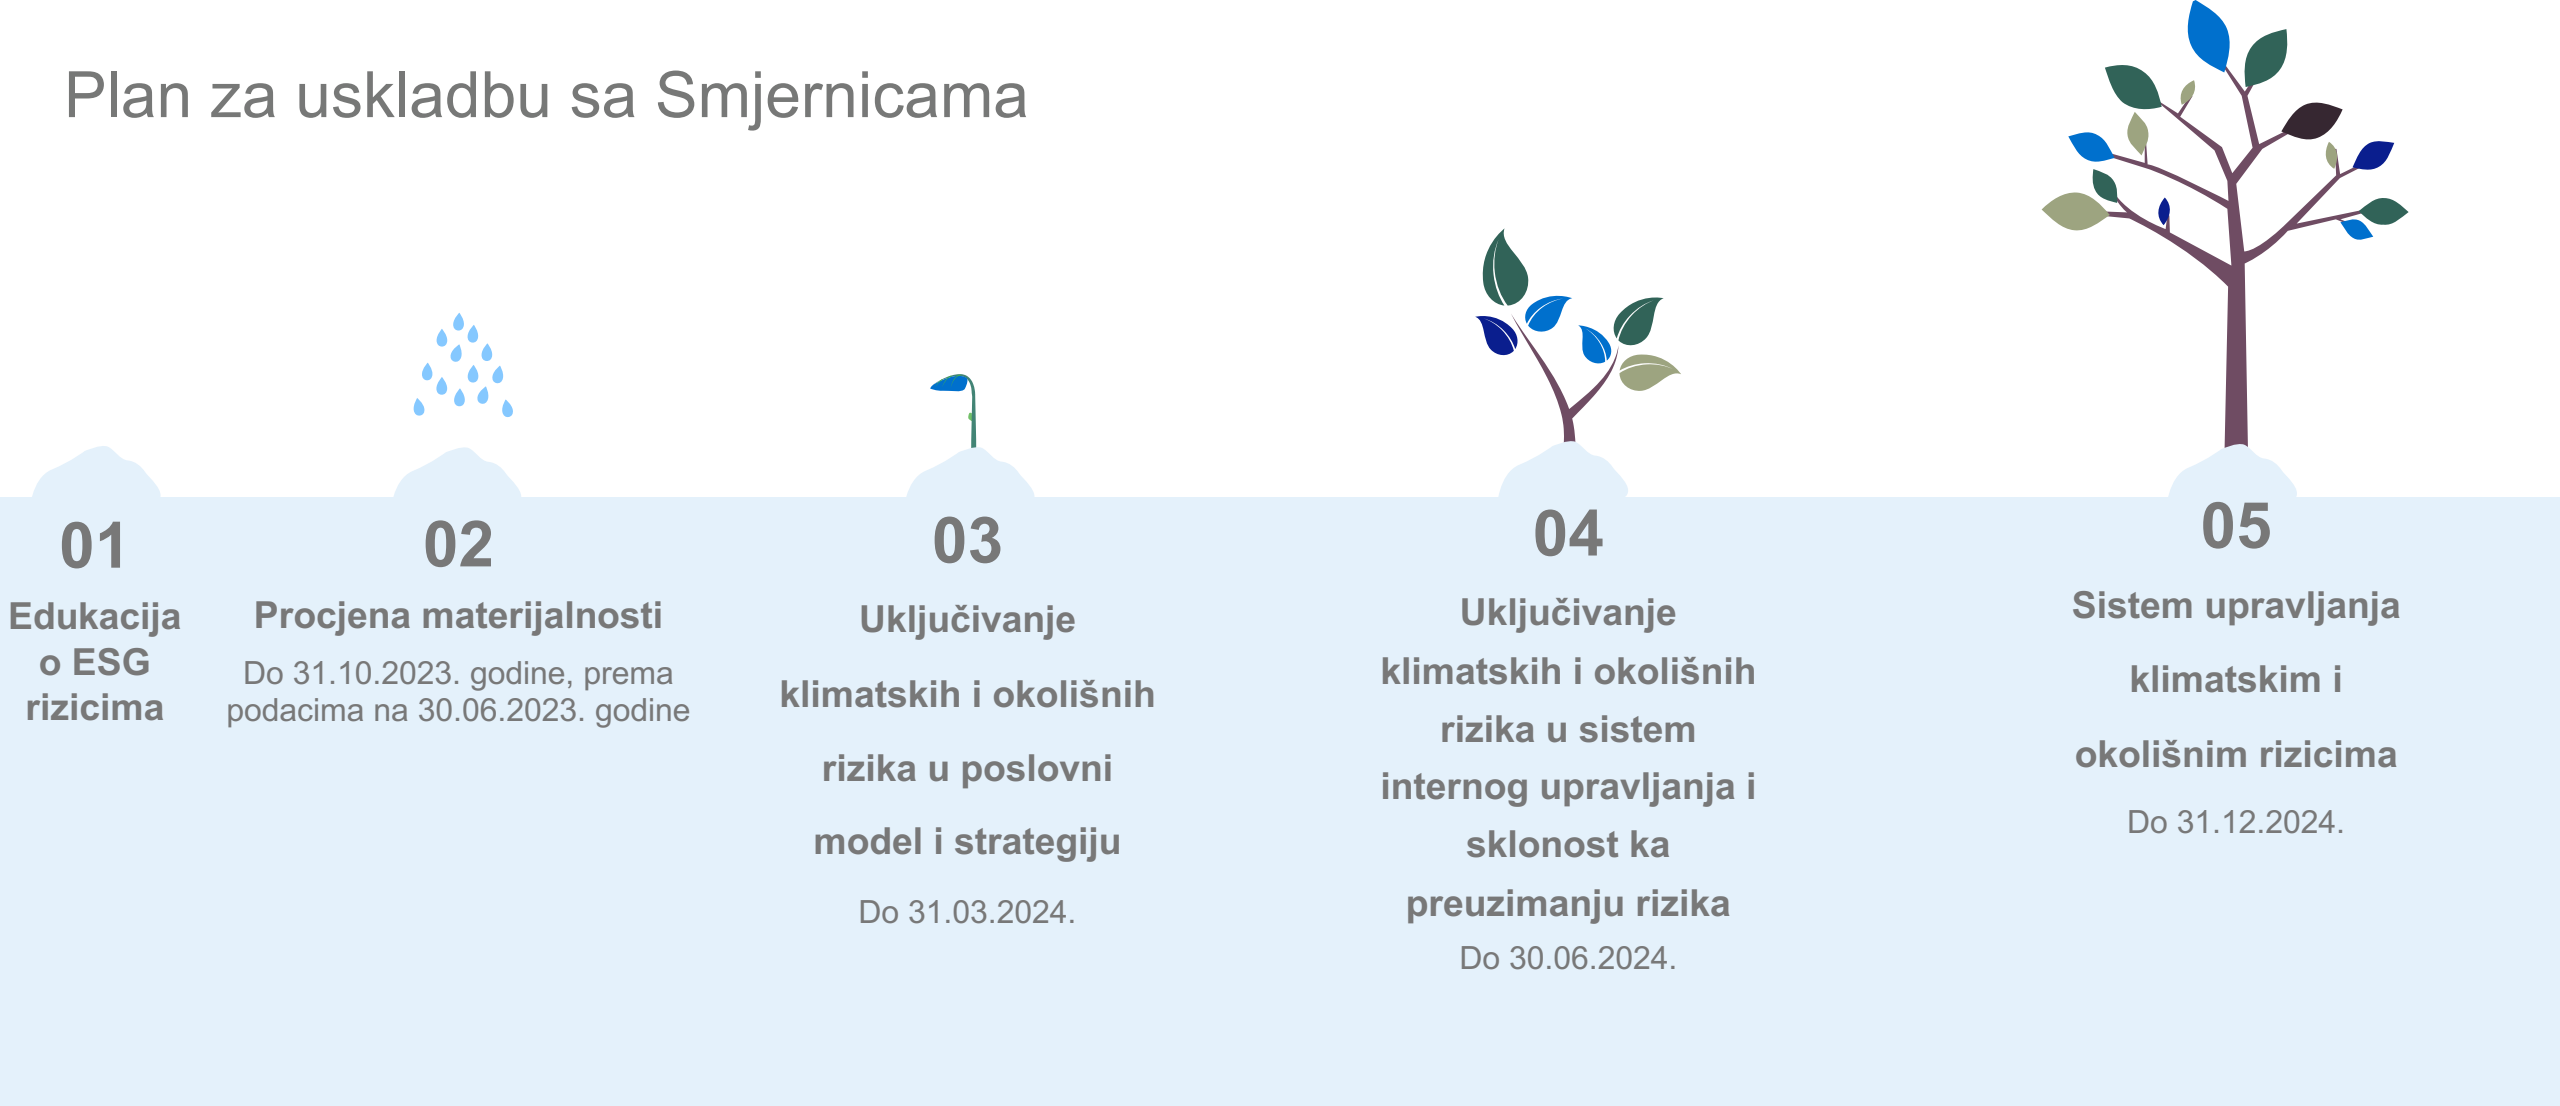 Plan za uskladbu sa Smjernicama
01
Edukacija
o ESG
rizicima
02
Procjena materijalnosti
Do 31.10.2023. godine, prema
podacima na 30.06.2023. godine
03
Uključivanje
klimatskih i okolišnih
rizika u poslovni
model i strategiju
Do 31.03.2024.
04
Uključivanje
klimatskih i okolišnih
rizika u sistem
internog upravljanja i
sklonost ka
preuzimanju rizika
Do 30.06.2024.
05
Sistem upravljanja
klimatskim i
okolišnim rizicima
Do 31.12.2024.